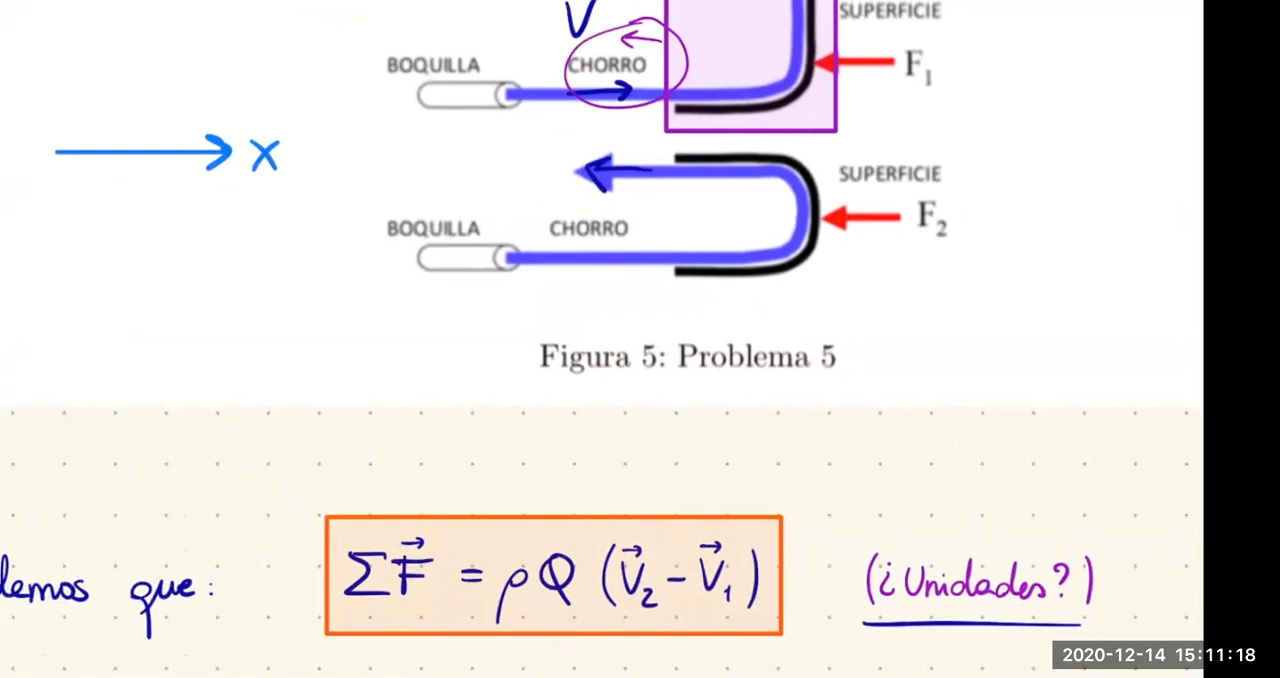 V
SUPERFICIE
BOQUILLA
CHORRO
F₁
x
SUPERFICIE
BOQUILLA
CHORRO
F₂
Figura 5: Problema 5
que:
ΣF⃗ = ρQ (V⃗₂ - V⃗₁)
(¿Unidades?)
2020-12-14 15:11:18